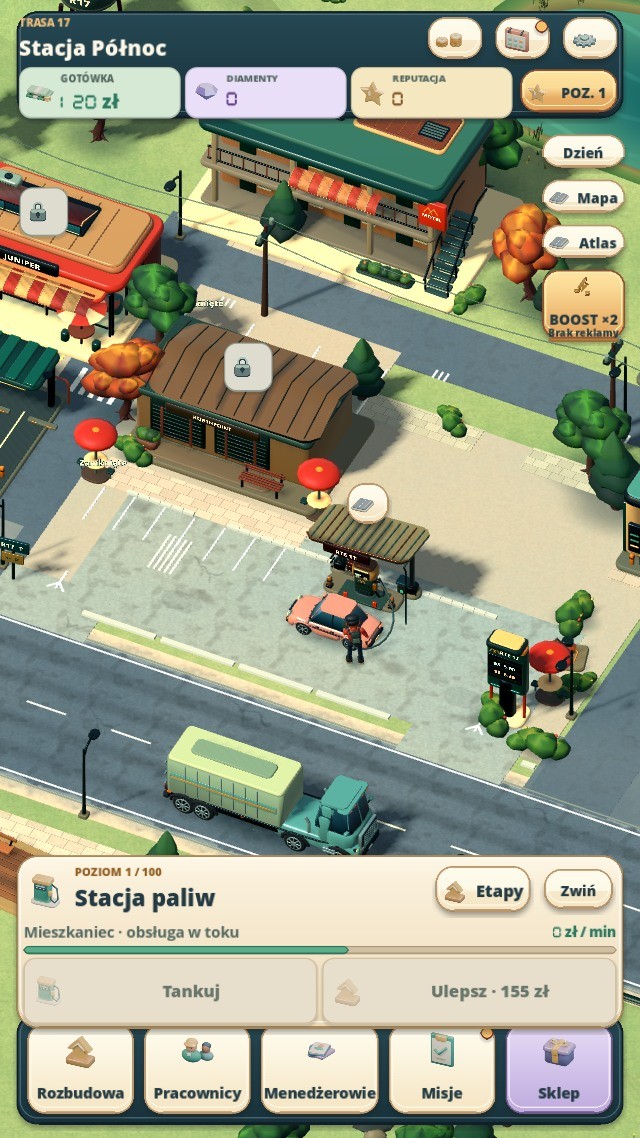 TRASA 17
Stacja Północ
GOTÓWKA
120 zł
DIAMENTY
0
REPUTACJA
0
POZ. 1
Dzień
Mapa
Atlas
BOOST ×2
Brak reklamy
MOTEL
JUNIPER
POZIOM 1 / 100
Stacja paliw
Etapy
Zwiń
Mieszkaniec · obsługa w toku
0 zł / min
Tankuj
Ulepsz · 155 zł
Rozbudowa
Pracownicy
Menedżerowie
Misje
Sklep